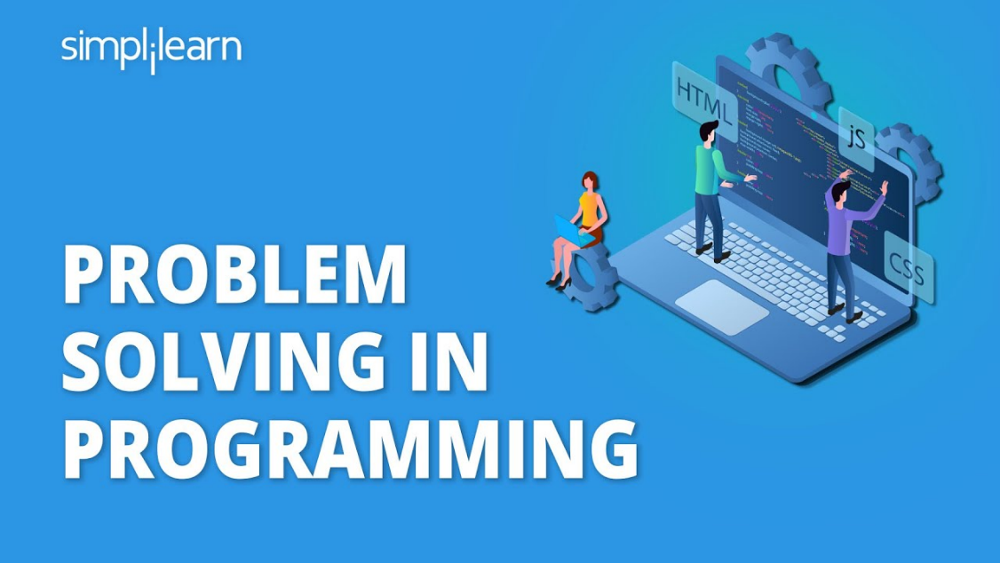 simplilearn
PROBLEM
SOLVING IN
PROGRAMMING
HTML
jS
CSS